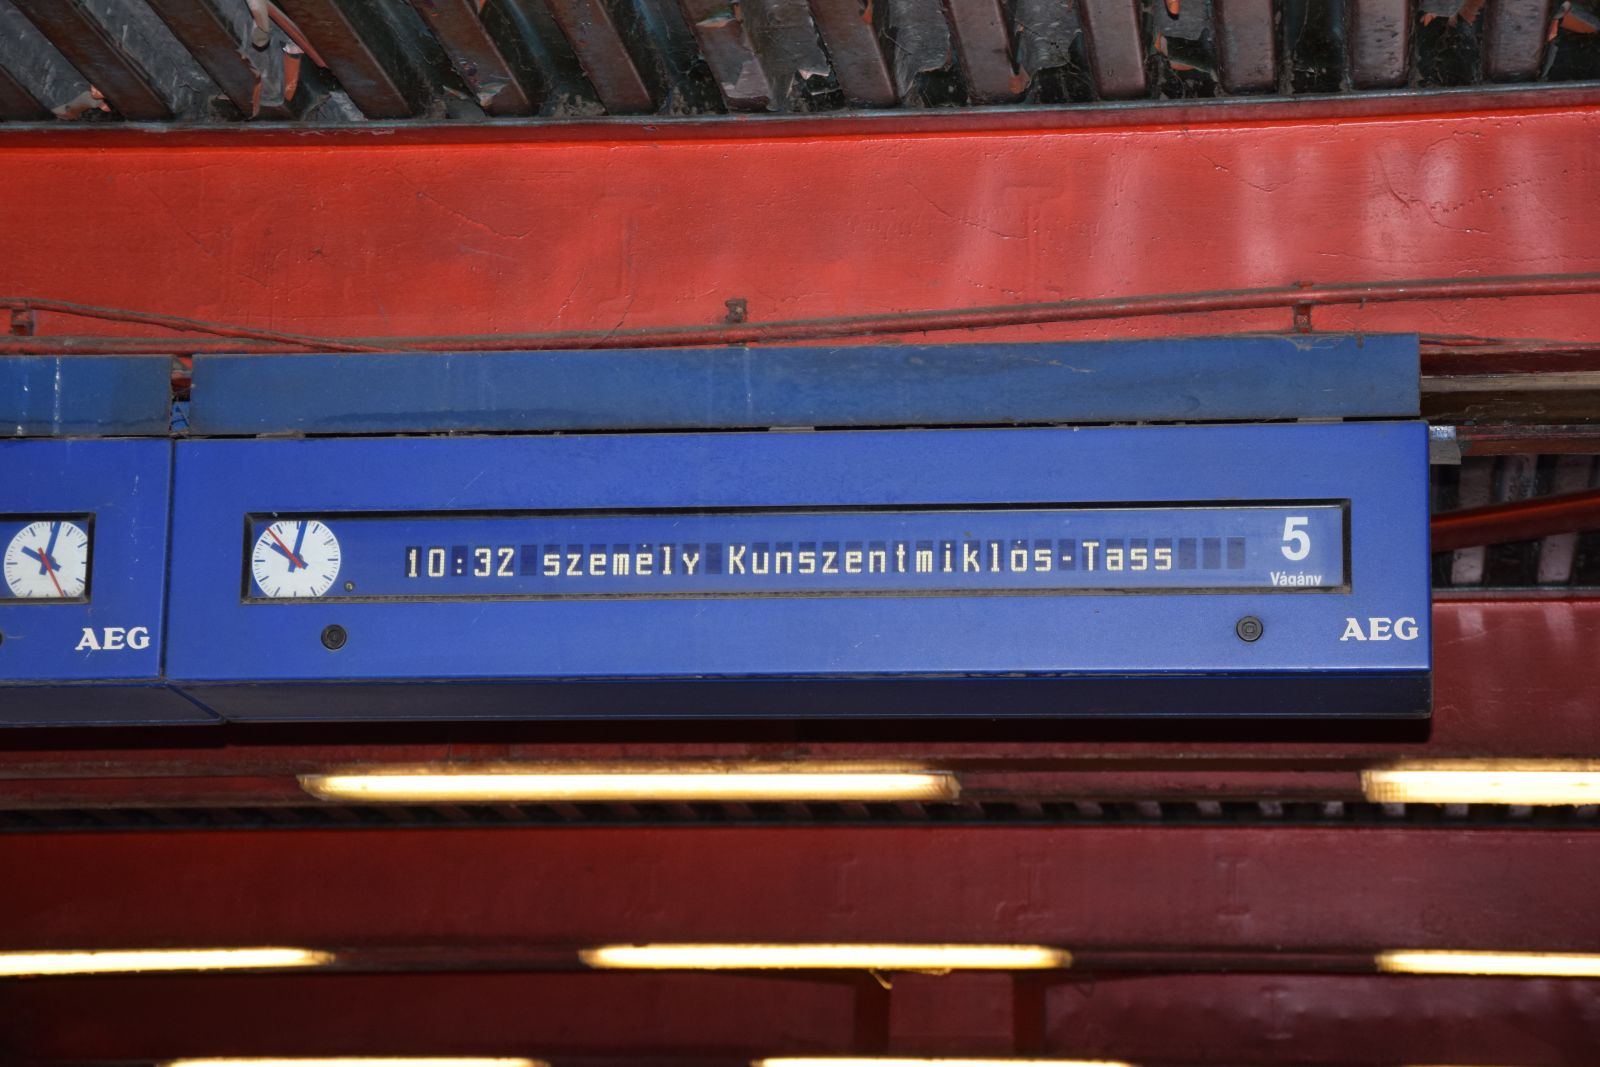 10:32 személy Kunszentmiklós-Tass
5
Vágány
AEG
AEG